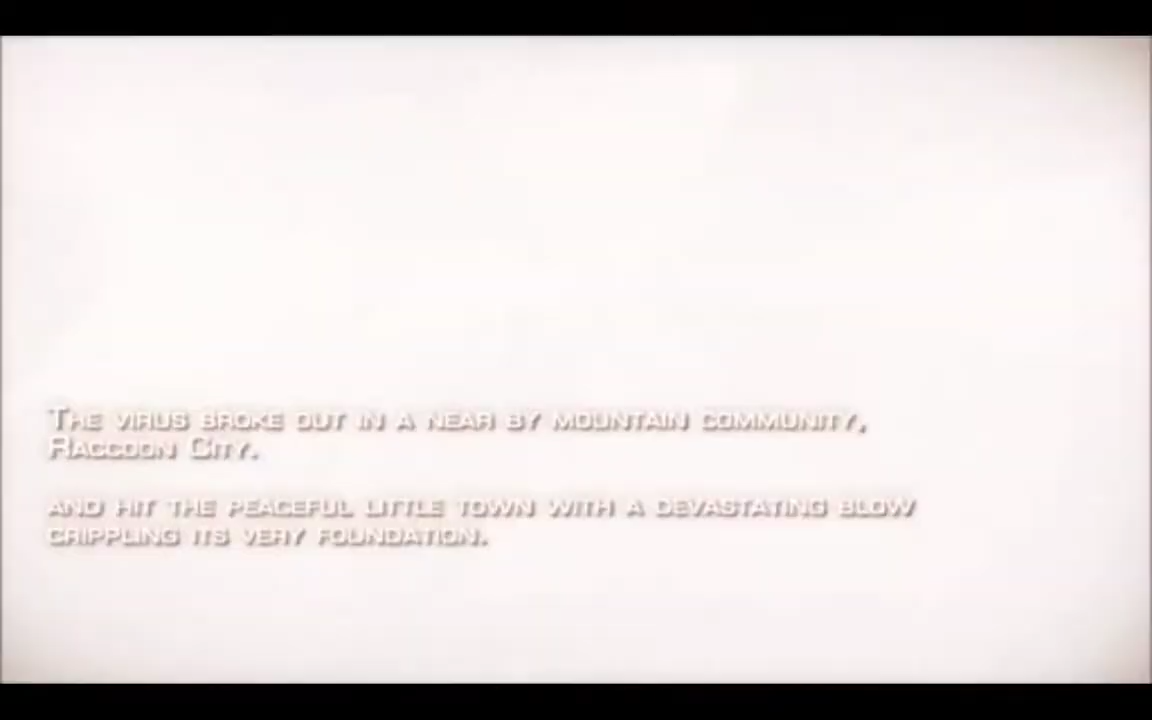 The virus broke out in a near by mountain community,
Raccoon City.
and hit the peaceful little town with a devastating blow
crippling its very foundation.